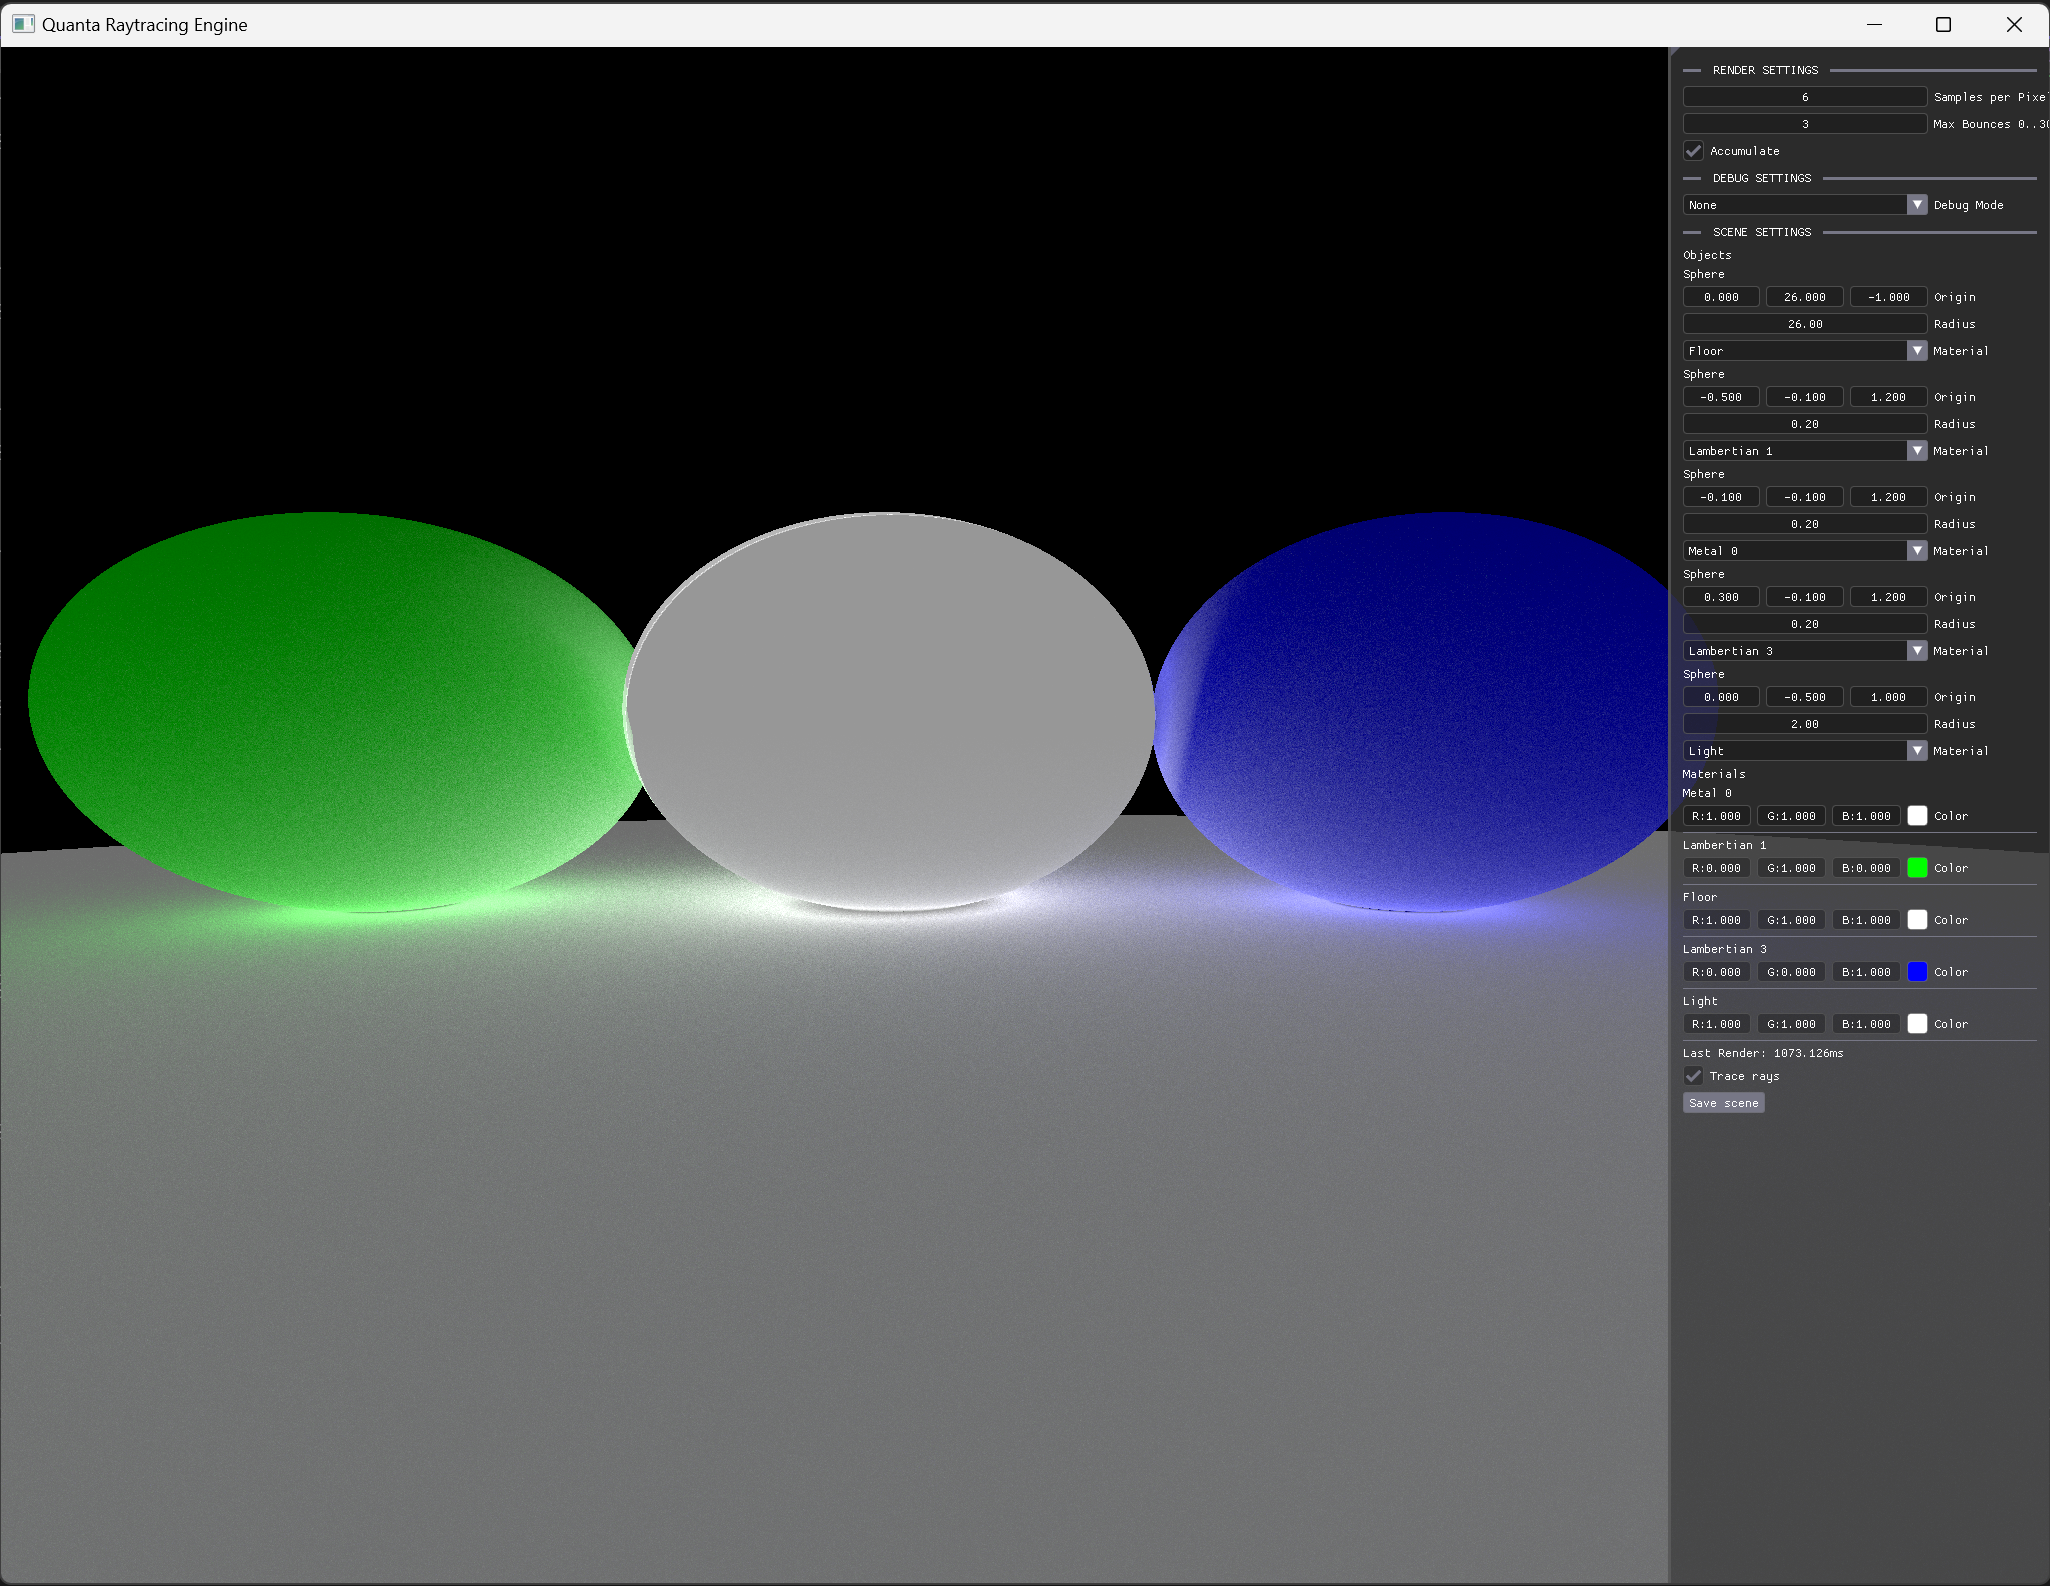 Quanta Raytracing Engine
RENDER SETTINGS
6 Samples per Pixe
3 Max Bounces 0..30
Accumulate
DEBUG SETTINGS
None Debug Mode
SCENE SETTINGS
Objects
Sphere
0.000 26.000 -1.000 Origin
26.00 Radius
Floor Material
Sphere
-0.500 -0.100 1.200 Origin
0.20 Radius
Lambertian 1 Material
Sphere
-0.100 -0.100 1.200 Origin
0.20 Radius
Metal 0 Material
Sphere
0.300 -0.100 1.200 Origin
0.20 Radius
Lambertian 3 Material
Sphere
0.000 -0.500 1.000 Origin
2.00 Radius
Light Material
Materials
Metal 0
R:1.000 G:1.000 B:1.000 Color
Lambertian 1
R:0.000 G:1.000 B:0.000 Color
Floor
R:1.000 G:1.000 B:1.000 Color
Lambertian 3
R:0.000 G:0.000 B:1.000 Color
Light
R:1.000 G:1.000 B:1.000 Color
Last Render: 1073.126ms
Trace rays
Save scene